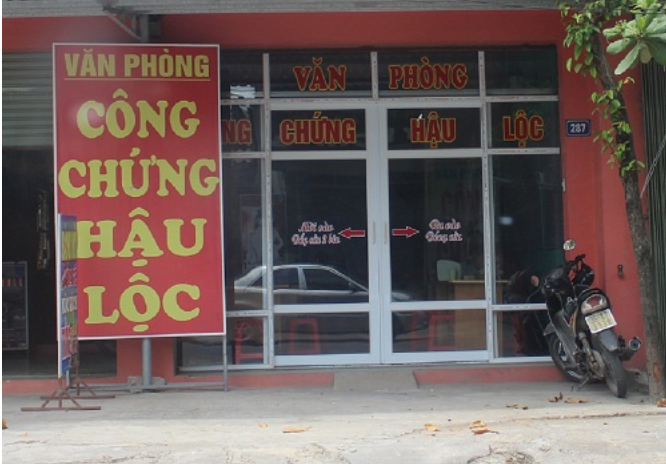 VĂN PHÒNG
CÔNG
CHỨNG
HẬU
LỘC
VĂN PHÒNG
NG CHỨNG HẬU LỘC
287